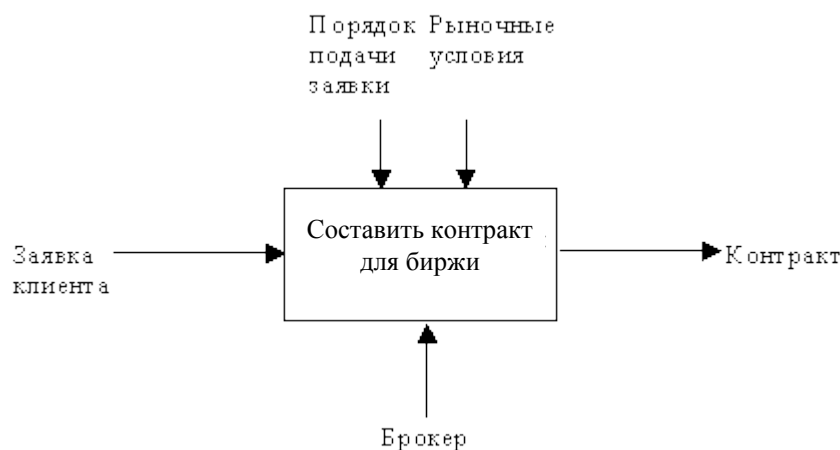 Порядок
подачи
заявки
Рыночные
условия
Составить контракт
для биржи
Заявка
клиента
Контракт
Брокер